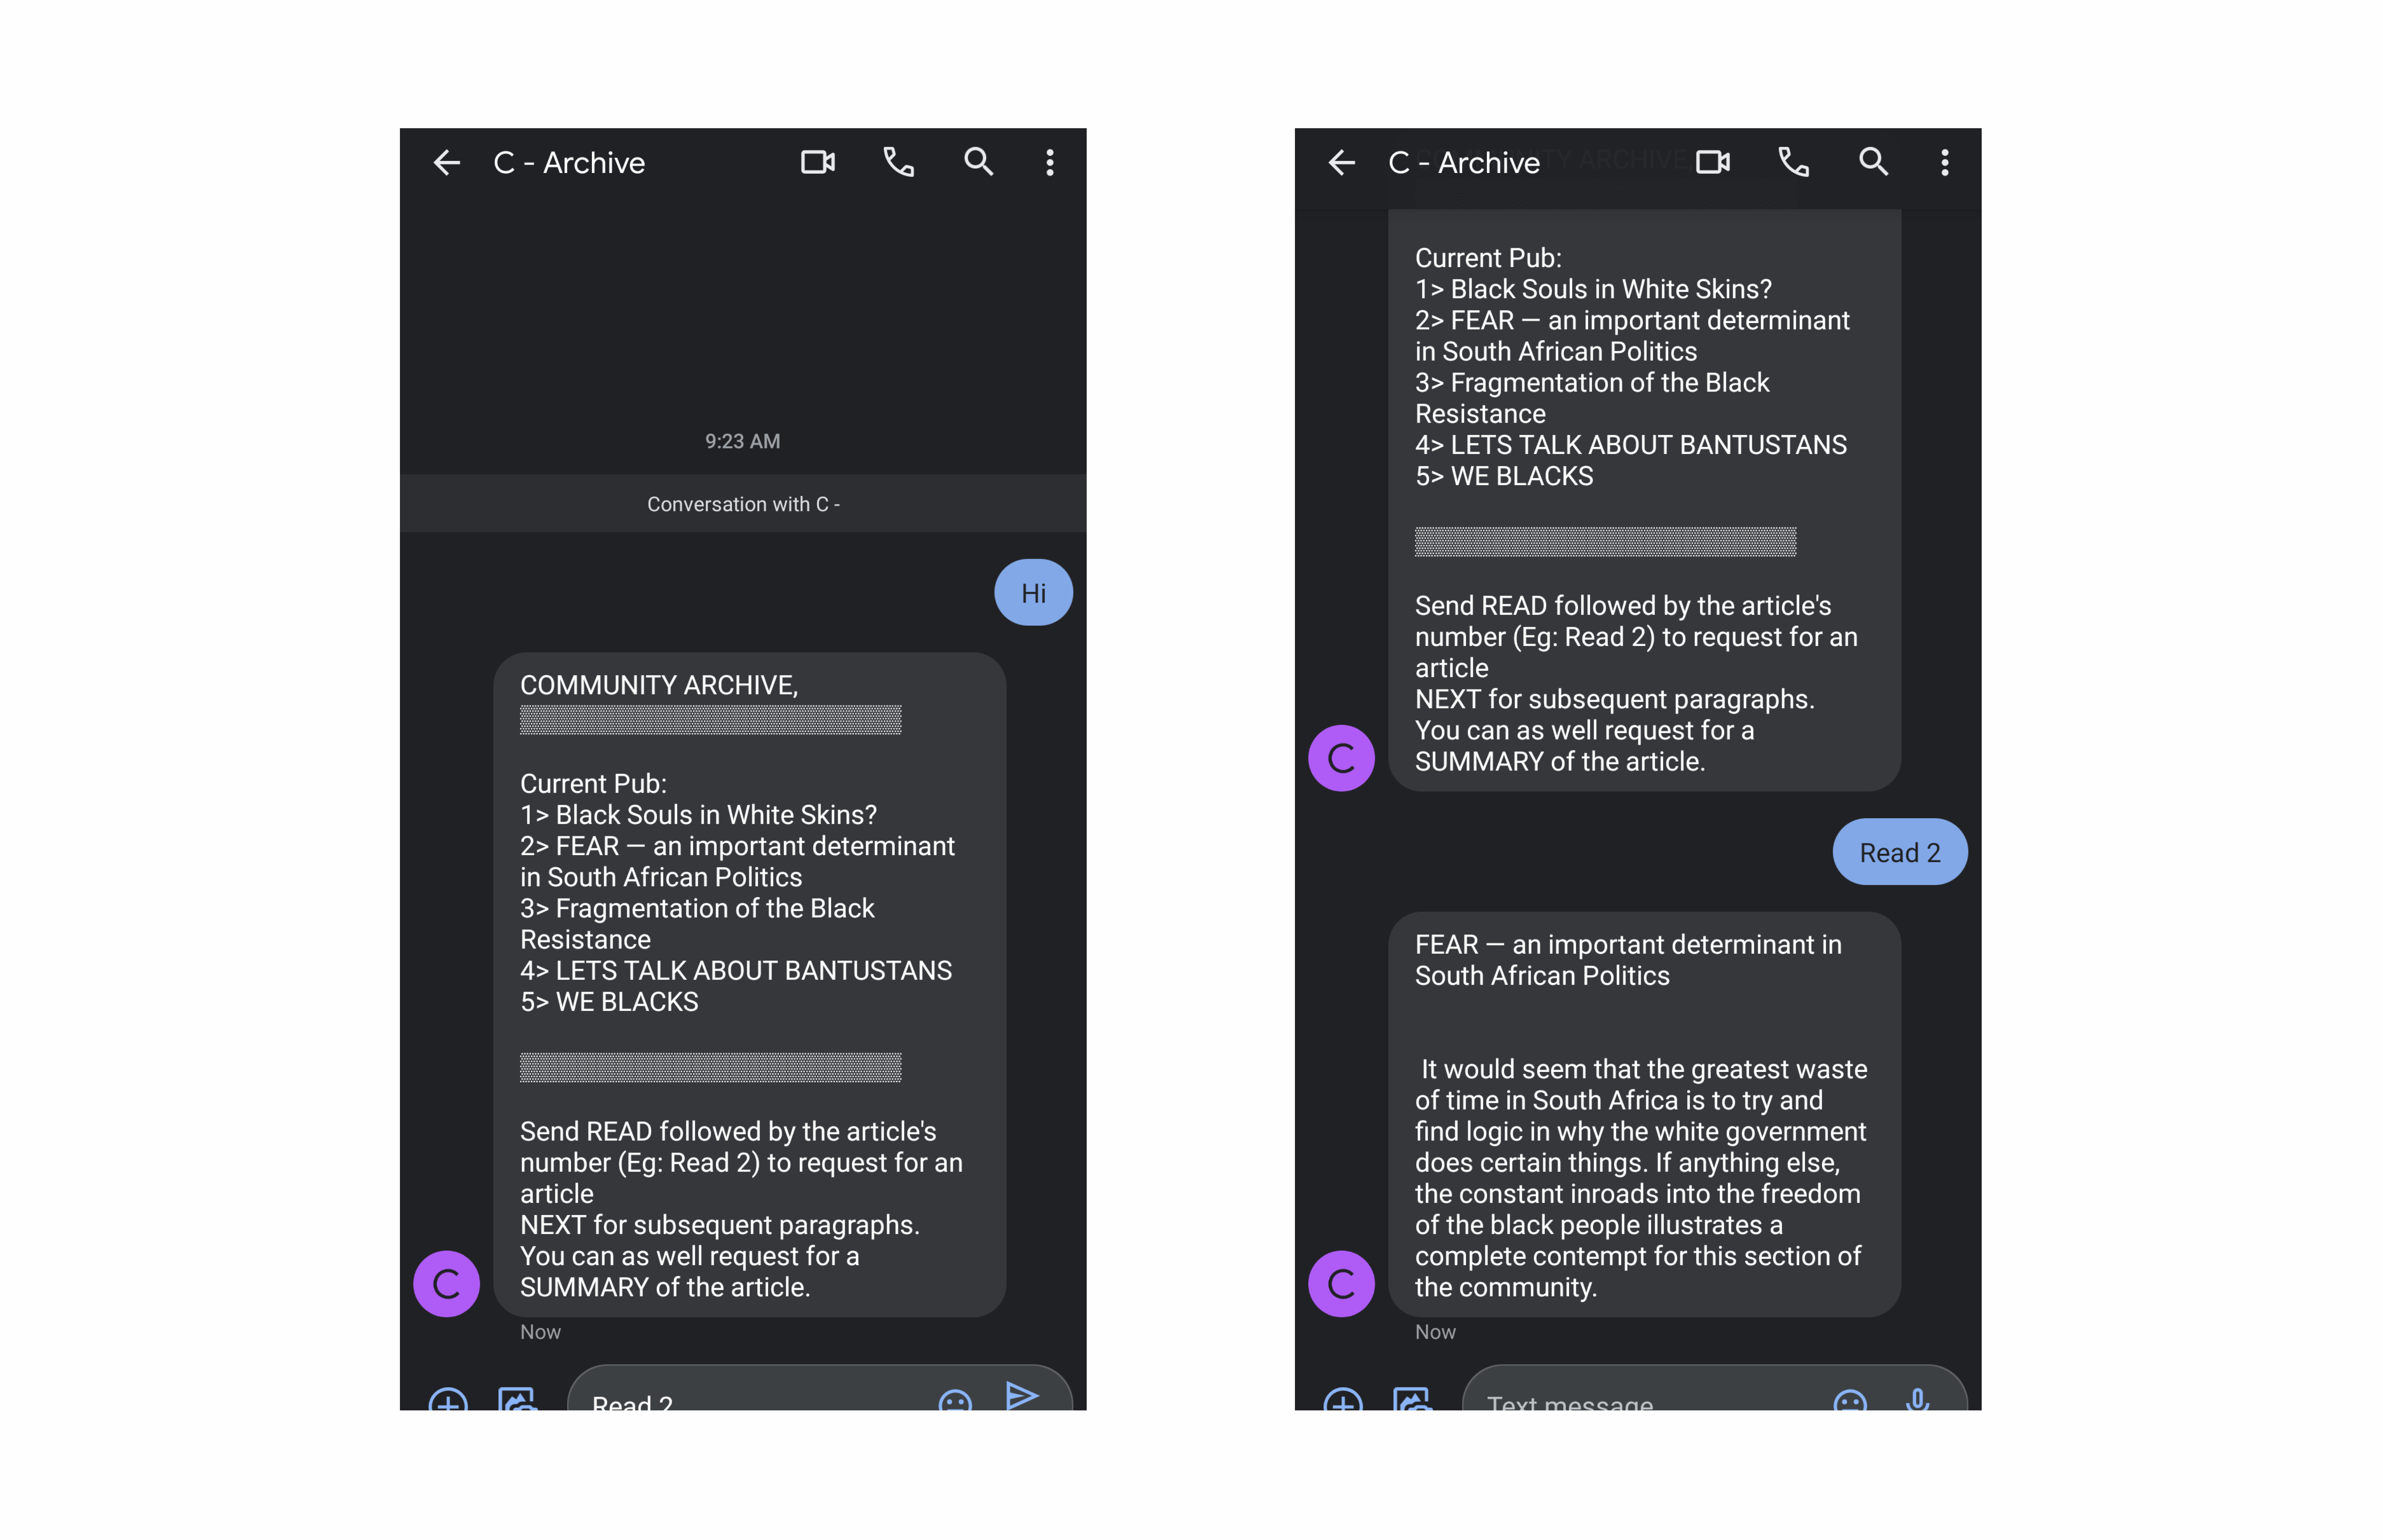 C - Archive
9:23 AM
Conversation with C -
Hi
COMMUNITY ARCHIVE,
Current Pub:
1> Black Souls in White Skins?
2> FEAR — an important determinant
in South African Politics
3> Fragmentation of the Black
Resistance
4> LETS TALK ABOUT BANTUSTANS
5> WE BLACKS
Send READ followed by the article's
number (Eg: Read 2) to request for an
article
NEXT for subsequent paragraphs.
You can as well request for a
SUMMARY of the article.
C
Now
Read 2
C - Archive
COMMUNITY ARCHIVE,
Current Pub:
1> Black Souls in White Skins?
2> FEAR — an important determinant
in South African Politics
3> Fragmentation of the Black
Resistance
4> LETS TALK ABOUT BANTUSTANS
5> WE BLACKS
Send READ followed by the article's
number (Eg: Read 2) to request for an
article
NEXT for subsequent paragraphs.
You can as well request for a
SUMMARY of the article.
C
Read 2
FEAR — an important determinant in
South African Politics
It would seem that the greatest waste
of time in South Africa is to try and
find logic in why the white government
does certain things. If anything else,
the constant inroads into the freedom
of the black people illustrates a
complete contempt for this section of
the community.
C
Now
Text message